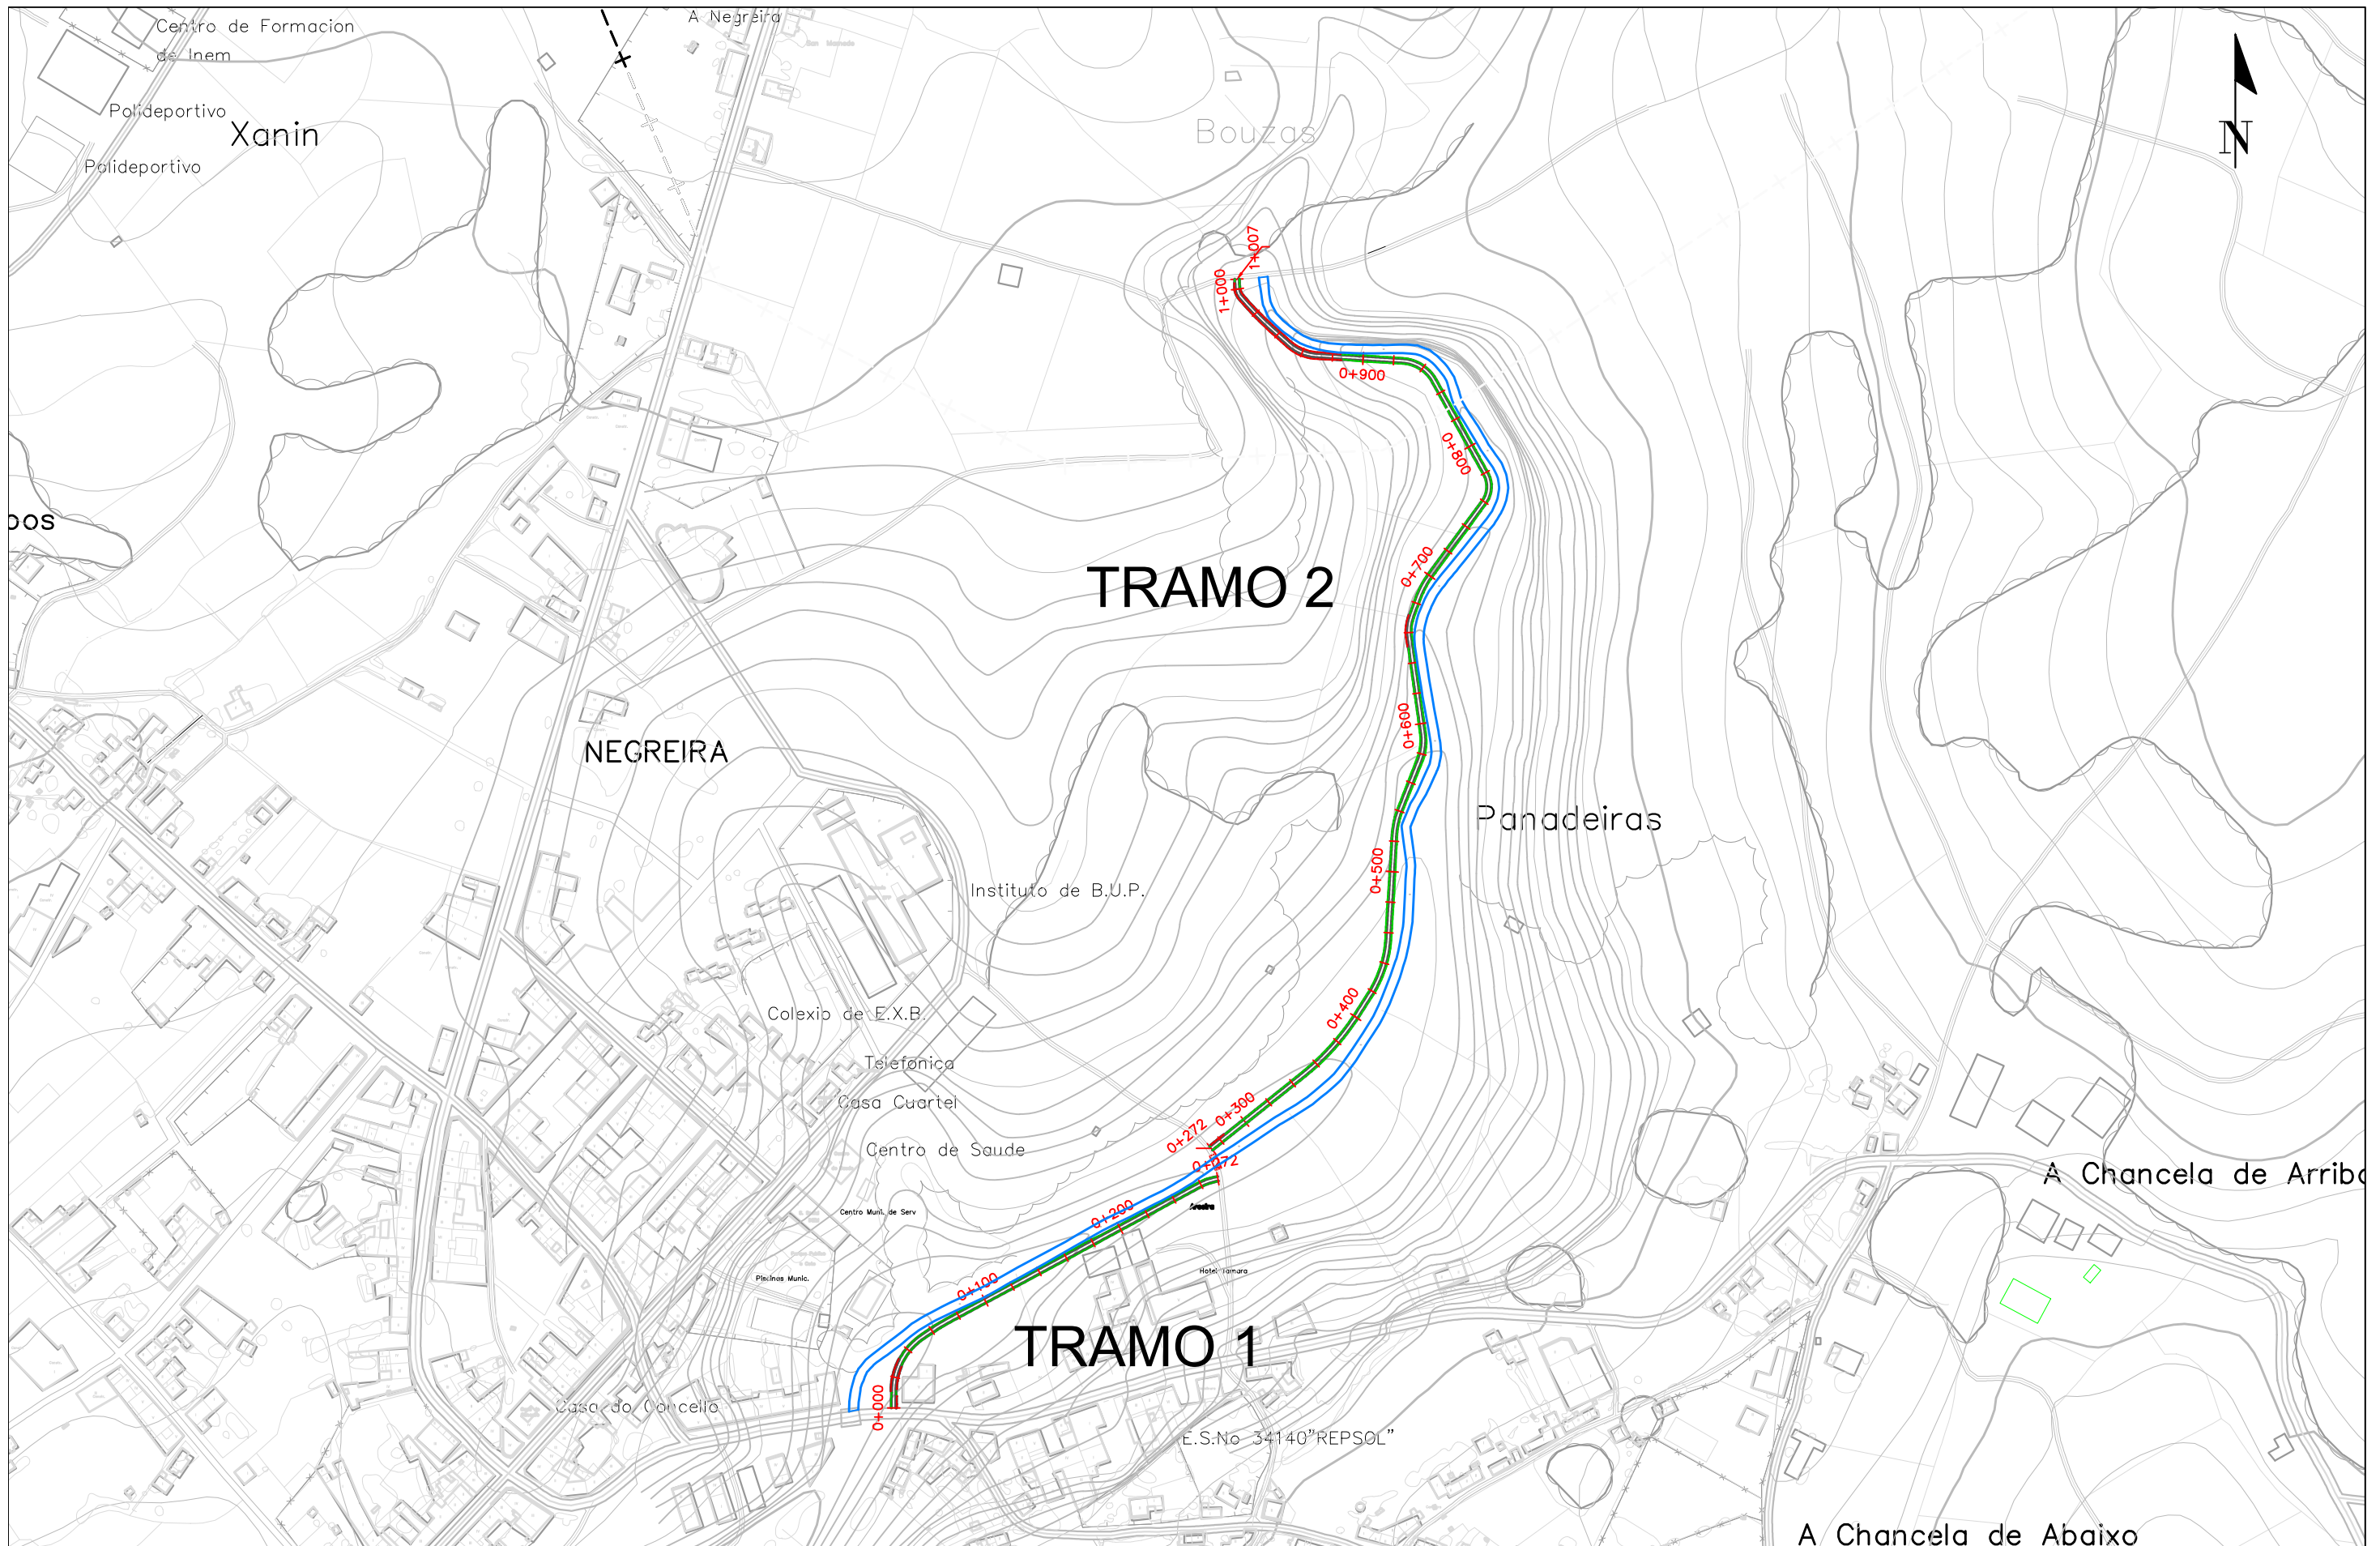 A Negreira
Centro de Formacion
de Inem
San Mamede
Polideportivo
Xanin
Polideportivo
Bouzas
N
1+007
1+000
0+900
0+800
0+700
TRAMO 2
0+600
NEGREIRA
Panadeiras
0+500
Instituto de B.U.P.
Colexio de E.X.B.
0+400
Telefonica
Casa Cuartel
0+300
0+272
Centro de Saude
0+272
A Chancela de Arriba
0+200
Centro Muni. de Serv
Hotel Tamara
Piscinas Munic.
0+100
TRAMO 1
0+000
Casa do Concello
E.S.No 34140"REPSOL"
A Chancela de Abaixo